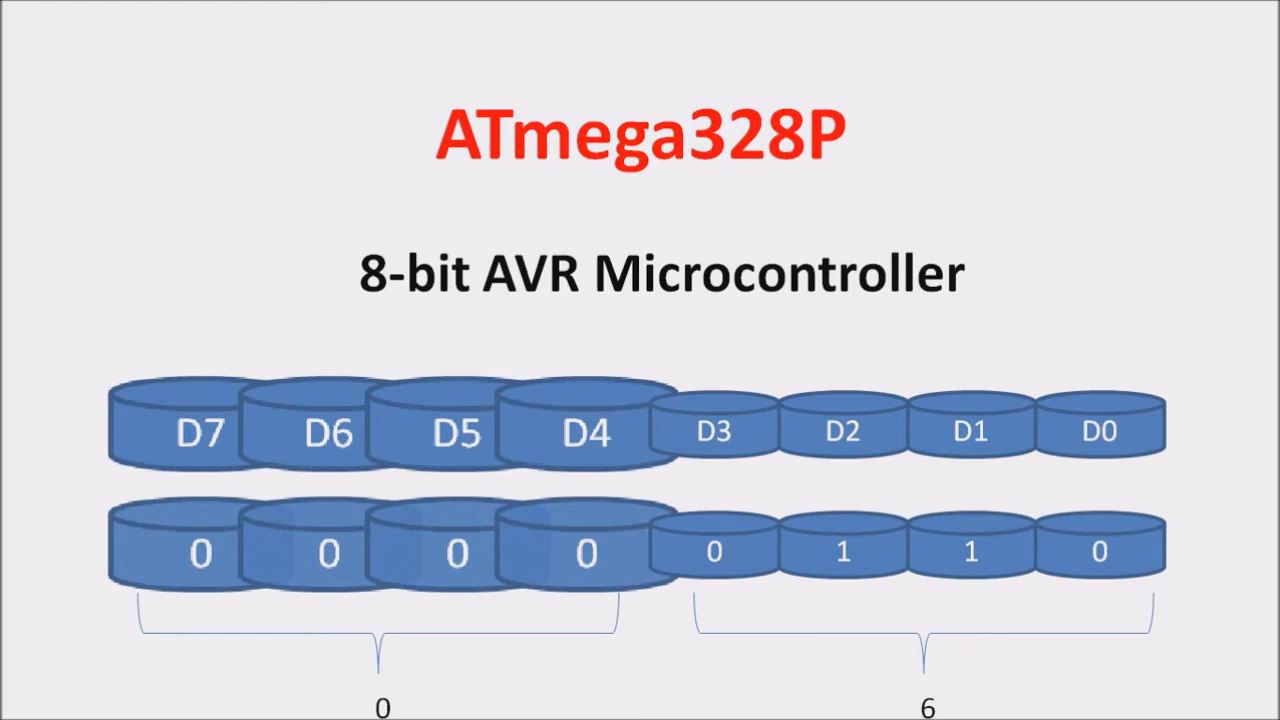 ATmega328P
8-bit AVR Microcontroller
D7 D6 D5 D4 D3 D2 D1 D0
0 0 0 0 0 1 1 0
0 6